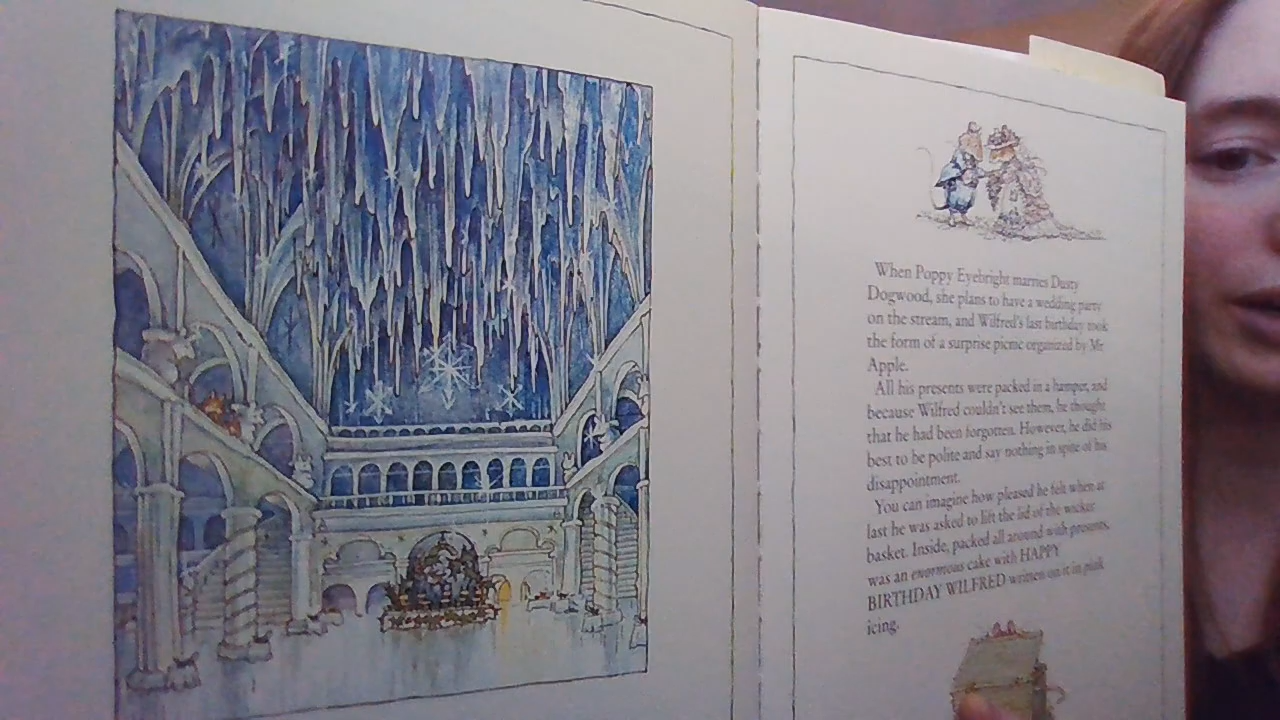 When Poppy Eyebright marries Dusty
Dogwood, she plans to have a wedding party
on the stream, and Wilfred's last birthday took
the form of a surprise picnic organized by Mr
Apple.
All his presents were packed in a hamper, and
because Wilfred couldn't see them, he thought
that he had been forgotten. However, he did his
best to be polite and say nothing in spite of his
disappointment.
You can imagine how pleased he felt when at
last he was asked to lift the lid of the wicker
basket. Inside, packed all around with presents,
was an enormous cake with HAPPY
BIRTHDAY WILFRED written on it in pink
icing.